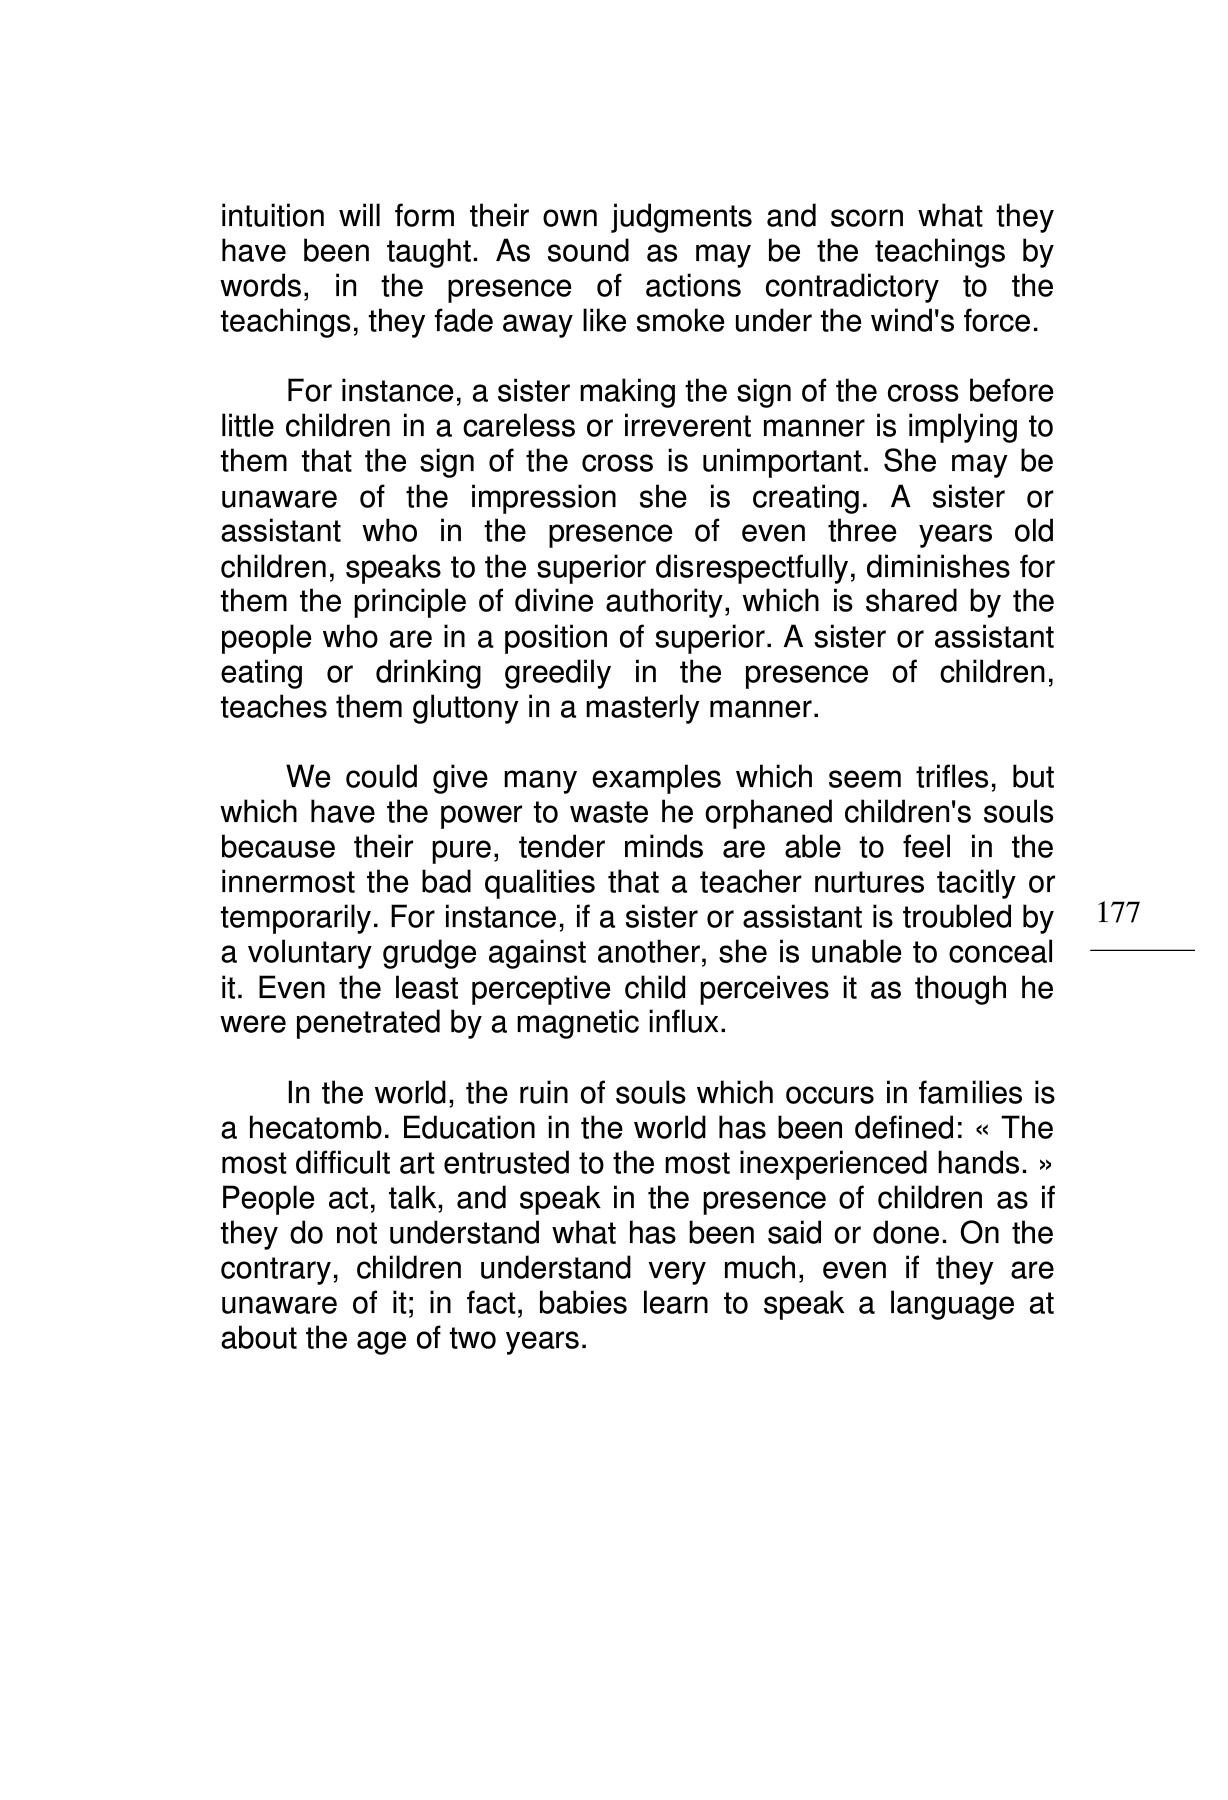 intuition will form their own judgments and scorn what they
have been taught. As sound as may be the teachings by
words, in the presence of actions contradictory to the
teachings, they fade away like smoke under the wind's force.
For instance, a sister making the sign of the cross before
little children in a careless or irreverent manner is implying to
them that the sign of the cross is unimportant. She may be
unaware of the impression she is creating. A sister or
assistant who in the presence of even three years old
children, speaks to the superior disrespectfully, diminishes for
them the principle of divine authority, which is shared by the
people who are in a position of superior. A sister or assistant
eating or drinking greedily in the presence of children,
teaches them gluttony in a masterly manner.
We could give many examples which seem trifles, but
which have the power to waste he orphaned children's souls
because their pure, tender minds are able to feel in the
innermost the bad qualities that a teacher nurtures tacitly or
temporarily. For instance, if a sister or assistant is troubled by
a voluntary grudge against another, she is unable to conceal
it. Even the least perceptive child perceives it as though he
were penetrated by a magnetic influx.
In the world, the ruin of souls which occurs in families is
a hecatomb. Education in the world has been defined: « The
most difficult art entrusted to the most inexperienced hands. »
People act, talk, and speak in the presence of children as if
they do not understand what has been said or done. On the
contrary, children understand very much, even if they are
unaware of it; in fact, babies learn to speak a language at
about the age of two years.
177